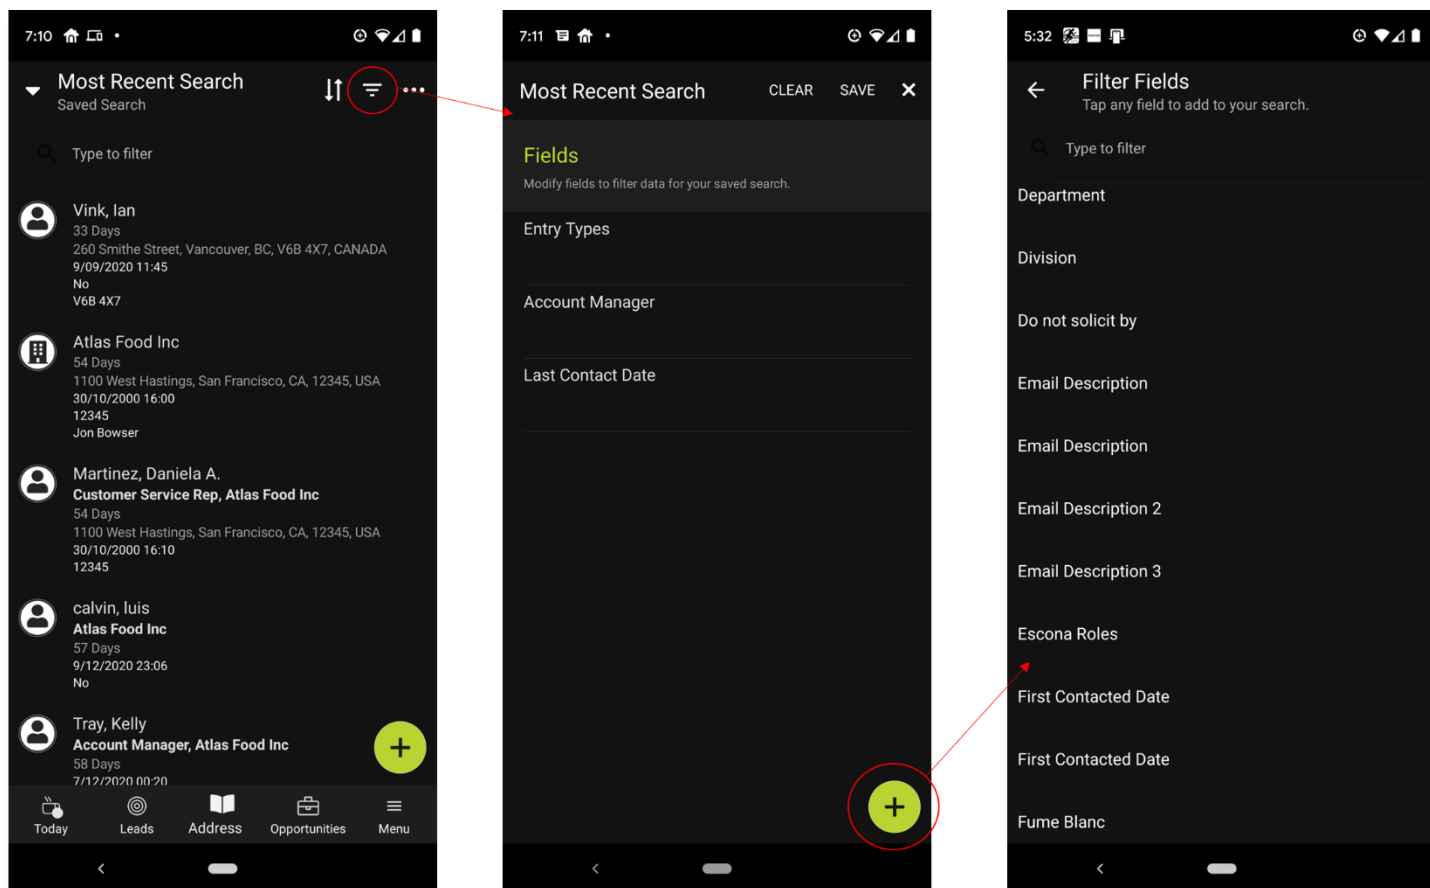 7:10
Most Recent Search
Saved Search
Type to filter
Vink, Ian
33 Days
260 Smithe Street, Vancouver, BC, V6B 4X7, CANADA
9/09/2020 11:45
No
V6B 4X7
Atlas Food Inc
54 Days
1100 West Hastings, San Francisco, CA, 12345, USA
30/10/2000 16:00
12345
Jon Bowser
Martinez, Daniela A.
Customer Service Rep, Atlas Food Inc
54 Days
1100 West Hastings, San Francisco, CA, 12345, USA
30/10/2000 16:10
12345
calvin, luis
Atlas Food Inc
57 Days
9/12/2020 23:06
No
Tray, Kelly
Account Manager, Atlas Food Inc
58 Days
7/12/2020 00:20
Today Leads Address Opportunities Menu
7:11
Most Recent Search CLEAR SAVE
Fields
Modify fields to filter data for your saved search.
Entry Types
Account Manager
Last Contact Date
5:32
Filter Fields
Tap any field to add to your search.
Type to filter
Department
Division
Do not solicit by
Email Description
Email Description
Email Description 2
Email Description 3
Escona Roles
First Contacted Date
First Contacted Date
Fume Blanc